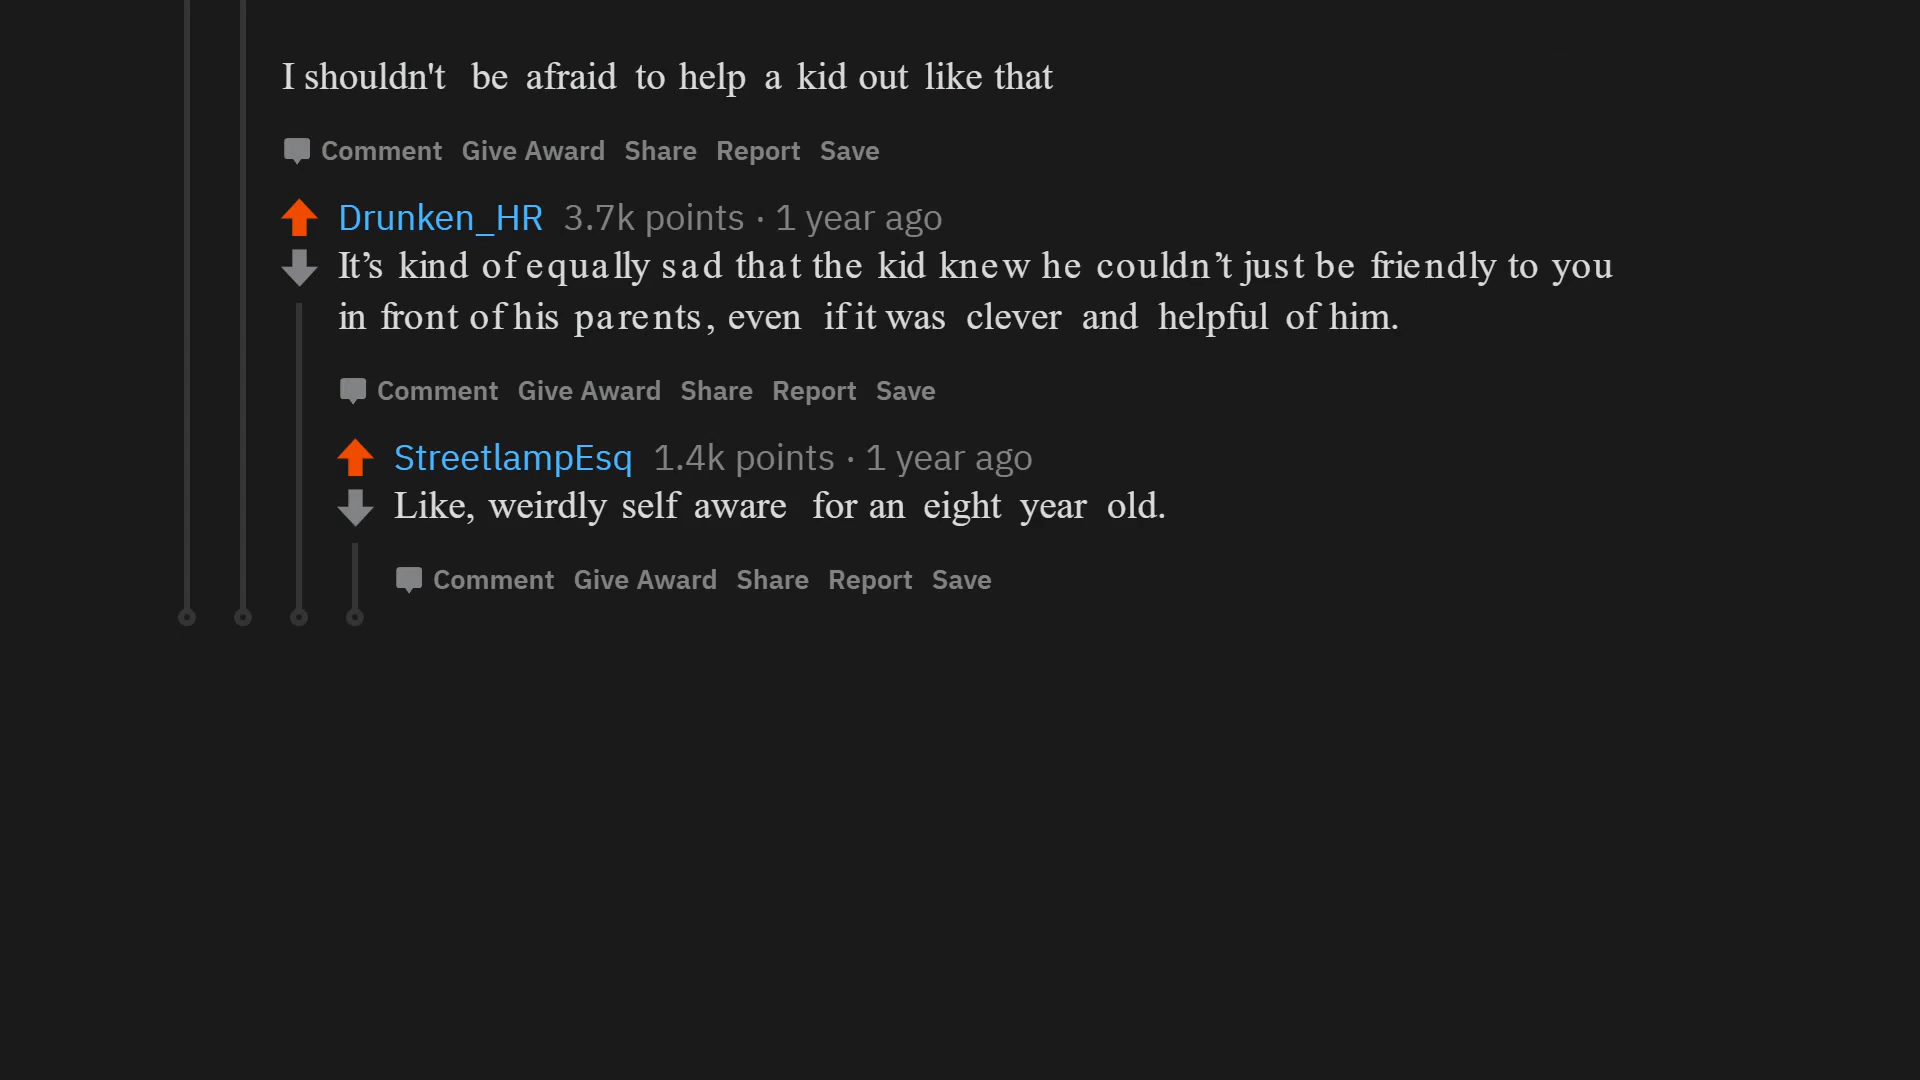 I shouldn't be afraid to help a kid out like that
Comment Give Award Share Report Save
Drunken_HR 3.7k points · 1 year ago
It’s kind of equally sad that the kid knew he couldn’t just be friendly to you
in front of his parents, even if it was clever and helpful of him.
Comment Give Award Share Report Save
StreetlampEsq 1.4k points · 1 year ago
Like, weirdly self aware for an eight year old.
Comment Give Award Share Report Save